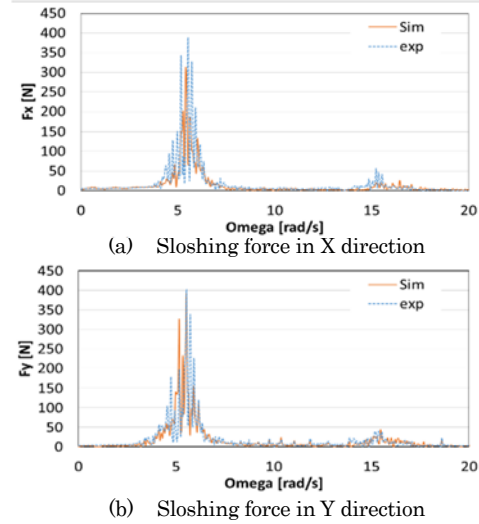 450
400
350
300
250
200
150
100
50
0
Fx [N]
Sim
exp
0 5 10 15 20
Omega [rad/s]
(a) Sloshing force in X direction
450
400
350
300
250
200
150
100
50
0
Fy [N]
Sim
exp
0 5 10 15 20
Omega [rad/s]
(b) Sloshing force in Y direction